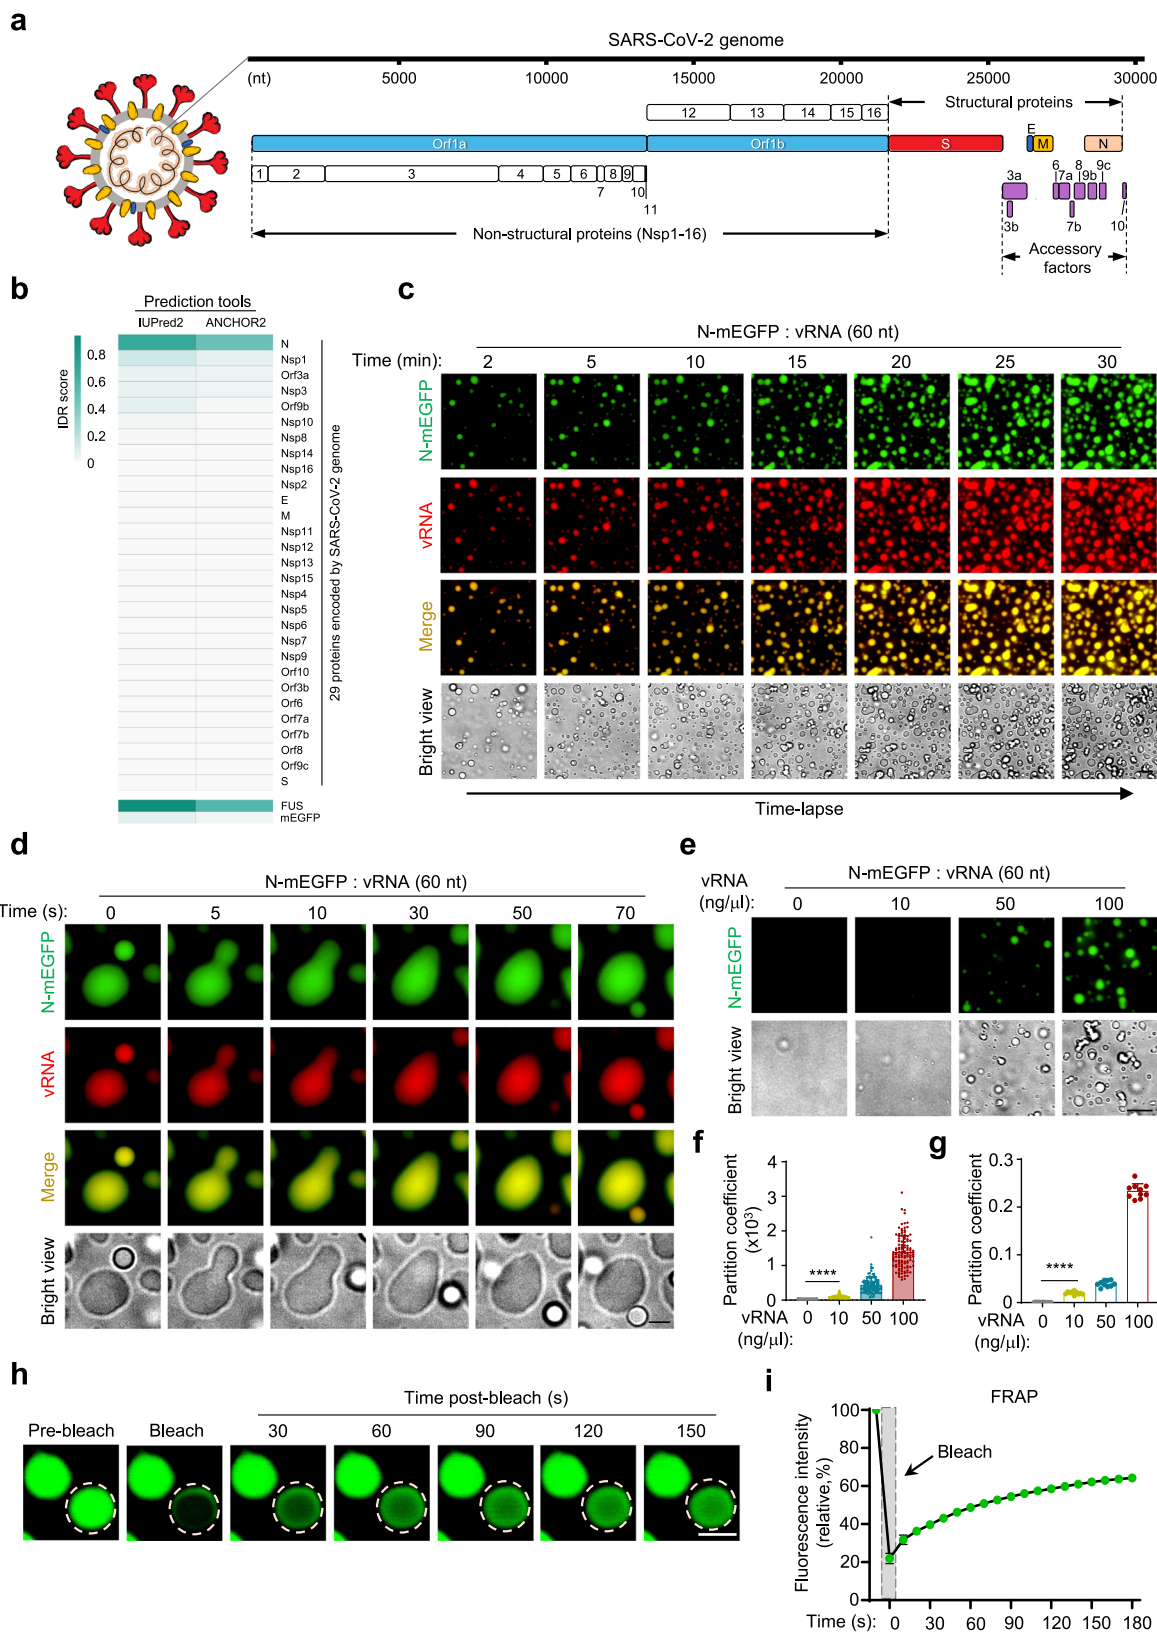 a
SARS-CoV-2 genome
(nt) 5000 10000 15000 20000 25000 30000
12 13 14 15 16
Structural proteins
Orf1a Orf1b S E M N
1 2 3 4 5 6 7 8 9 10 11
3a 6 7a 8 9b 9c
3b 7b 10
Non-structural proteins (Nsp1-16)
Accessory
factors
b
Prediction tools
IUPred2 ANCHOR2
IDR score
0.8
0.6
0.4
0.2
0
N
Nsp1
Orf3a
Nsp3
Orf9b
Nsp10
Nsp8
Nsp14
Nsp16
Nsp2
E
M
Nsp11
Nsp12
Nsp13
Nsp15
Nsp4
Nsp5
Nsp6
Nsp7
Nsp9
Orf10
Orf3b
Orf6
Orf7a
Orf7b
Orf8
Orf9c
S
FUS
mEGFP
29 proteins encoded by SARS-CoV-2 genome
c
N-mEGFP : vRNA (60 nt)
Time (min): 2 5 10 15 20 25 30
N-mEGFP
vRNA
Merge
Bright view
Time-lapse
d
N-mEGFP : vRNA (60 nt)
Time (s): 0 5 10 30 50 70
N-mEGFP
vRNA
Merge
Bright view
e
vRNA
(ng/μl)
N-mEGFP : vRNA (60 nt)
0 10 50 100
N-mEGFP
Bright view
f
Partition coefficient
(x10³)
4
3
2
1
0
****
vRNA
(ng/μl):
0 10 50 100
g
Partition coefficient
0.3
0.2
0.1
0
****
vRNA
(ng/μl):
0 10 50 100
h
Time post-bleach (s)
Pre-bleach Bleach 30 60 90 120 150
i
FRAP
Fluorescence intensity
(relative,%)
100
80
60
40
20
0
Bleach
Time (s): 0 30 60 90 120 150 180